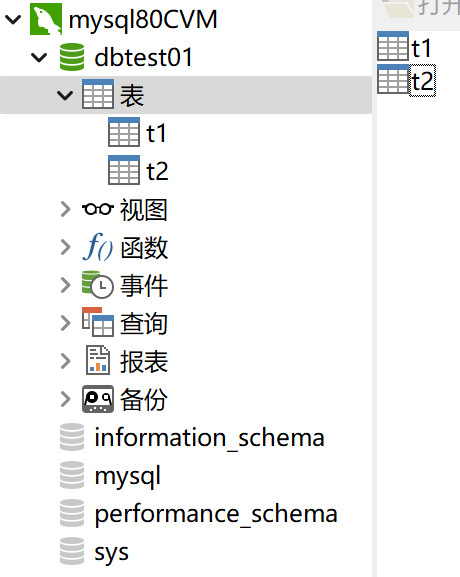 mysql80CVM
dbtest01
表
t1
t2
视图
函数
事件
查询
报表
备份
information_schema
mysql
performance_schema
sys
打开
t1
t2